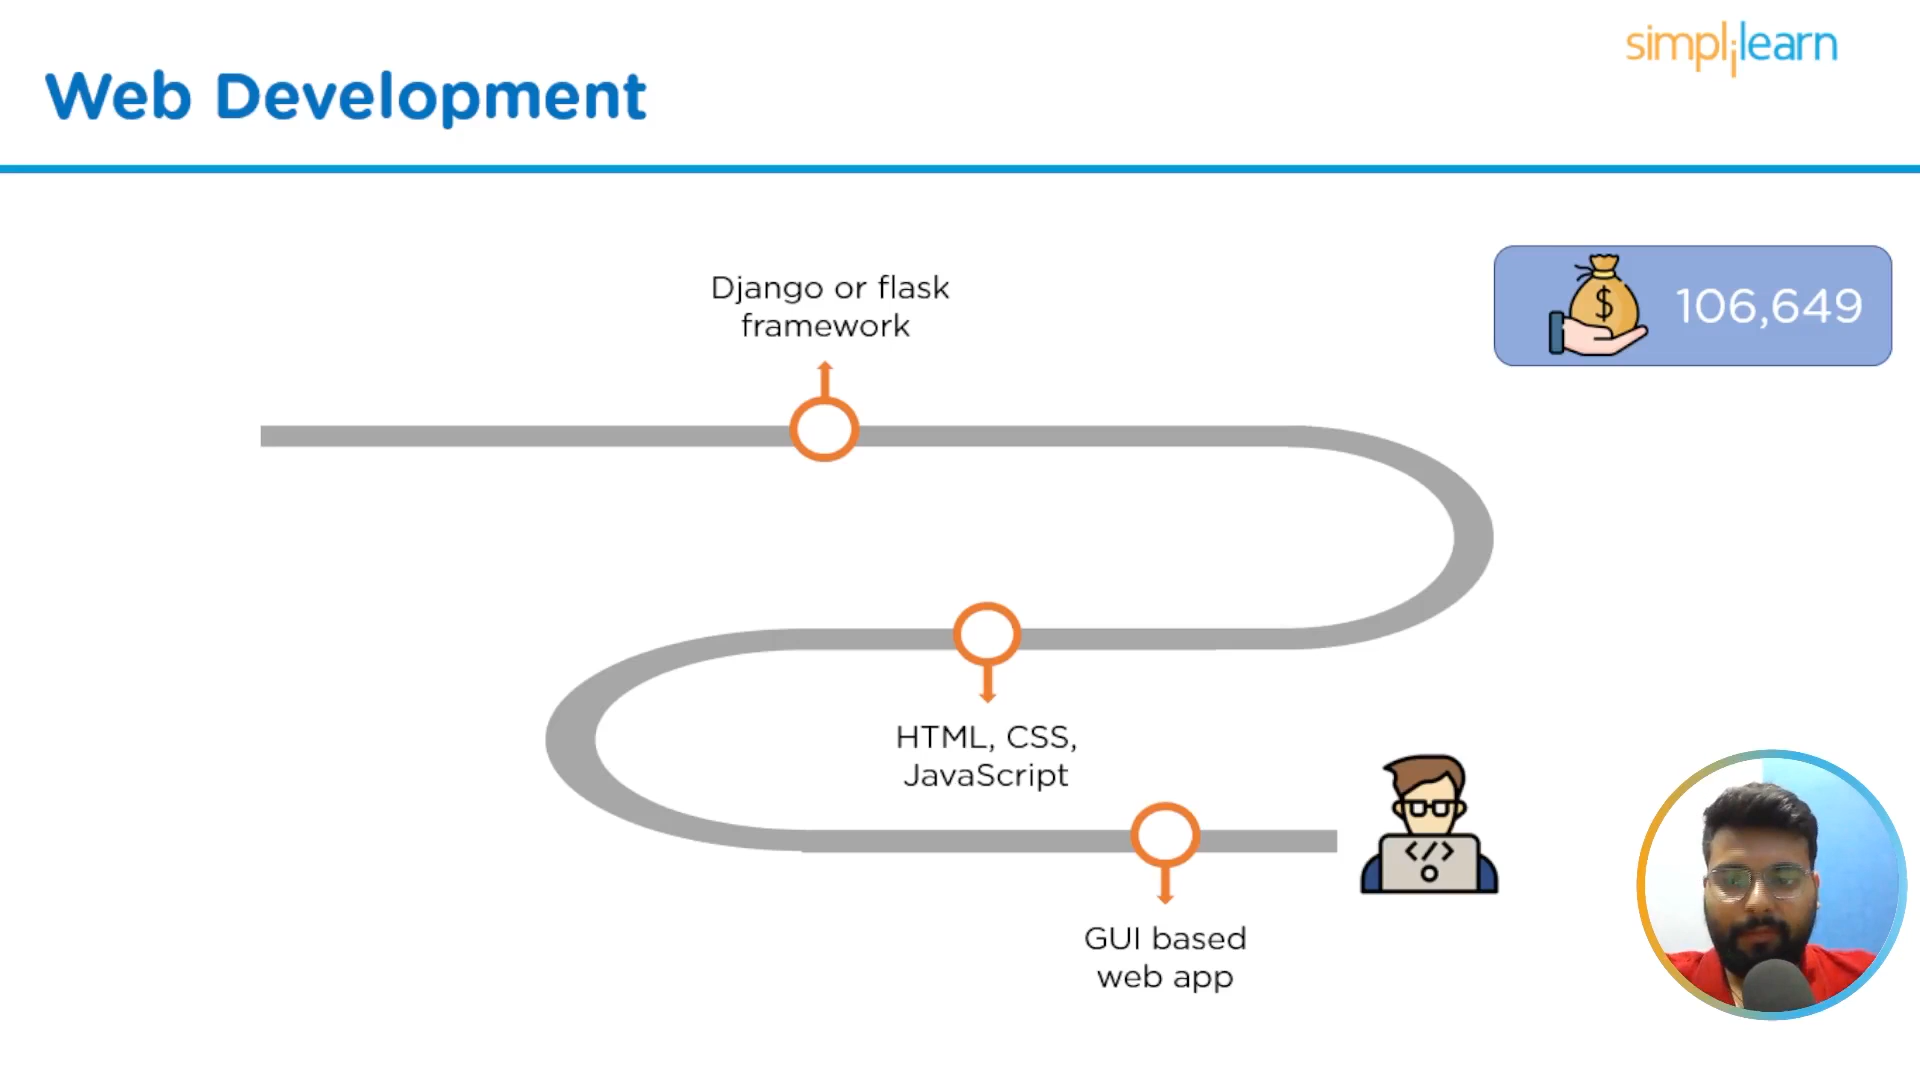 simplilearn
Web Development
Django or flask
framework
$ 106,649
HTML, CSS,
JavaScript
</>
GUI based
web app